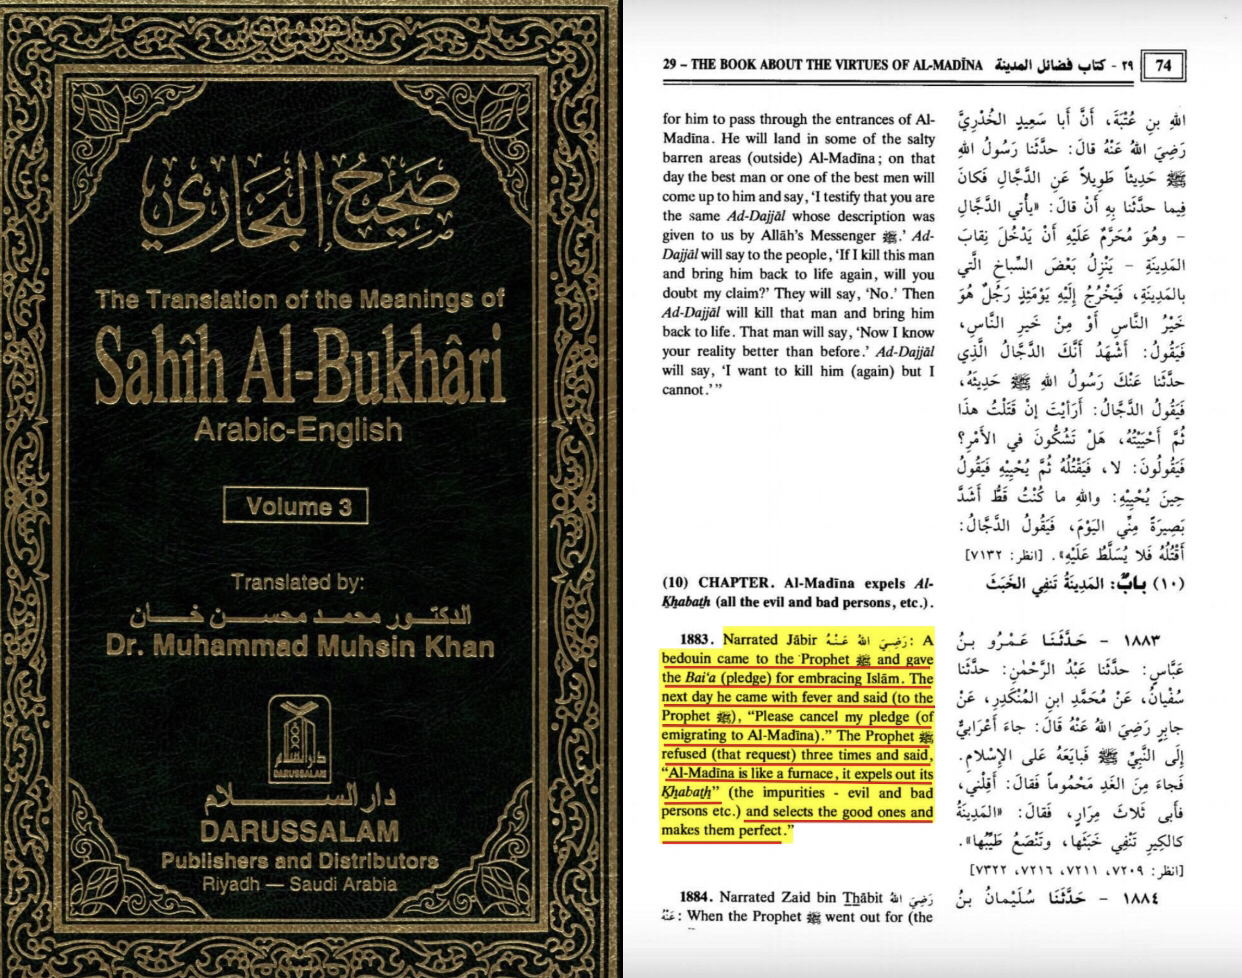 صحيح البخاري
The Translation of the Meanings of
Sahîh Al-Bukhâri
Arabic-English
Volume 3
Translated by:
الدكتور محمد محسن خان
Dr. Muhammad Muhsin Khan
دار السلام
DARUSSALAM
دار السلام
DARUSSALAM
Publishers and Distributors
Riyadh — Saudi Arabia
29 – THE BOOK ABOUT THE VIRTUES OF AL-MADÎNA ٢٩ - كتاب فضائل المدينة 74
for him to pass through the entrances of Al-
Madîna. He will land in some of the salty
barren areas (outside) Al-Madîna; on that
day the best man or one of the best men will
come up to him and say, ‘I testify that you are
the same Ad-Dajjâl whose description was
given to us by Allâh’s Messenger ﷺ.’ Ad-
Dajjâl will say to the people, ‘If I kill this man
and bring him back to life again, will you
doubt my claim?’ They will say, ‘No.’ Then
Ad-Dajjâl will kill that man and bring him
back to life. That man will say, ‘Now I know
your reality better than before.’ Ad-Dajjâl
will say, ‘I want to kill him (again) but I
cannot.’”
(10) CHAPTER. Al-Madîna expels Al-
Khabath (all the evil and bad persons, etc.).
1883. Narrated Jâbir رَضِيَ اللهُ عَنْهُ: A
bedouin came to the Prophet ﷺ and gave
the Bai‘a (pledge) for embracing Islâm. The
next day he came with fever and said (to the
Prophet ﷺ), “Please cancel my pledge (of
emigrating to Al-Madîna).” The Prophet ﷺ
refused (that request) three times and said,
“Al-Madîna is like a furnace, it expels out its
Khabath” (the impurities - evil and bad
persons etc.) and selects the good ones and
makes them perfect.”
1884. Narrated Zaid bin Thâbit رَضِيَ اللهُ
عَنْهُ: When the Prophet ﷺ went out for (the
اللهِ بنِ عُتْبَةَ، أَنَّ أَبا سَعِيدٍ الخُدْرِيَّ
رَضِيَ اللهُ عَنْهُ قالَ: حدَّثَنا رَسُولُ اللهِ
ﷺ حَدِيثاً طَوِيلاً عَنِ الدَّجَّالِ فَكانَ
فِيما حدَّثَنا بِهِ أَنْ قالَ: «يأْتي الدَّجَّالُ
- وهُوَ مُحَرَّمٌ عَلَيْهِ أَنْ يَدْخُلَ نِقابَ
المَدِينَةِ - يَنْزِلُ بَعْضَ السِّباخِ الَّتي
بالمَدِينَةِ، فَيَخْرُجُ إِلَيْهِ يَوْمَئِذٍ رَجُلٌ هُوَ
خَيْرُ النَّاسِ أَوْ مِنْ خَيرِ النَّاسِ،
فَيَقُولُ: أَشْهَدُ أَنَّكَ الدَّجَّالُ الَّذِي
حدَّثَنا عَنْكَ رَسُولُ اللهِ ﷺ حَدِيثَهُ،
فَيَقُولُ الدَّجَّالُ: أَرَأَيْتَ إِنْ قَتَلْتُ هذا
ثُمَّ أَحْيَيْتُهُ، هَلْ تَشُكُّونَ في الأَمْرِ؟
فَيَقُولُونَ: لا، فَيَقْتُلُهُ ثُمَّ يُحْيِيهِ فَيَقُولُ
حِينَ يُحْيِيهِ: واللهِ ما كُنْتُ قَطُّ أَشَدَّ
بَصِيرَةً مِنِّي اليَوْمَ، فَيَقُولُ الدَّجَّالُ:
أَقْتُلُهُ فَلا يُسَلَّطُ عَلَيْهِ». [انظر: ٧١٣٢]
(١٠) بابٌ: المَدِينَةُ تَنْفِي الخَبَثَ
١٨٨٣ - حَدَّثَنَا عَمْرُو بنُ
عَبَّاسٍ: حدَّثَنا عَبْدُ الرَّحْمٰنِ: حدَّثَنا
سُفْيانُ، عَنْ مُحَمَّدِ ابنِ المُنْكَدِرِ، عَنْ
جابِرٍ رَضِيَ اللهُ عَنْهُ قَالَ: جاءَ أَعْرابيٌّ
إِلى النَّبِيِّ ﷺ فَبايَعَهُ عَلى الإِسْلامِ.
فَجاءَ مِنَ الغَدِ مَحْمُوماً فَقالَ: أَقِلْني،
فأَبى ثَلاثَ مِرَارٍ، فَقالَ: «المَدِينَةُ
كالكِيرِ تَنْفِي خَبَثَها، وتَنْصَعُ طَيِّبُها».
[انظر: ٧٢٠٩، ٧٢١١، ٧٢١٦، ٧٣٢٢]
١٨٨٤ - حَدَّثَنَا سُلَيْمانُ بنُ